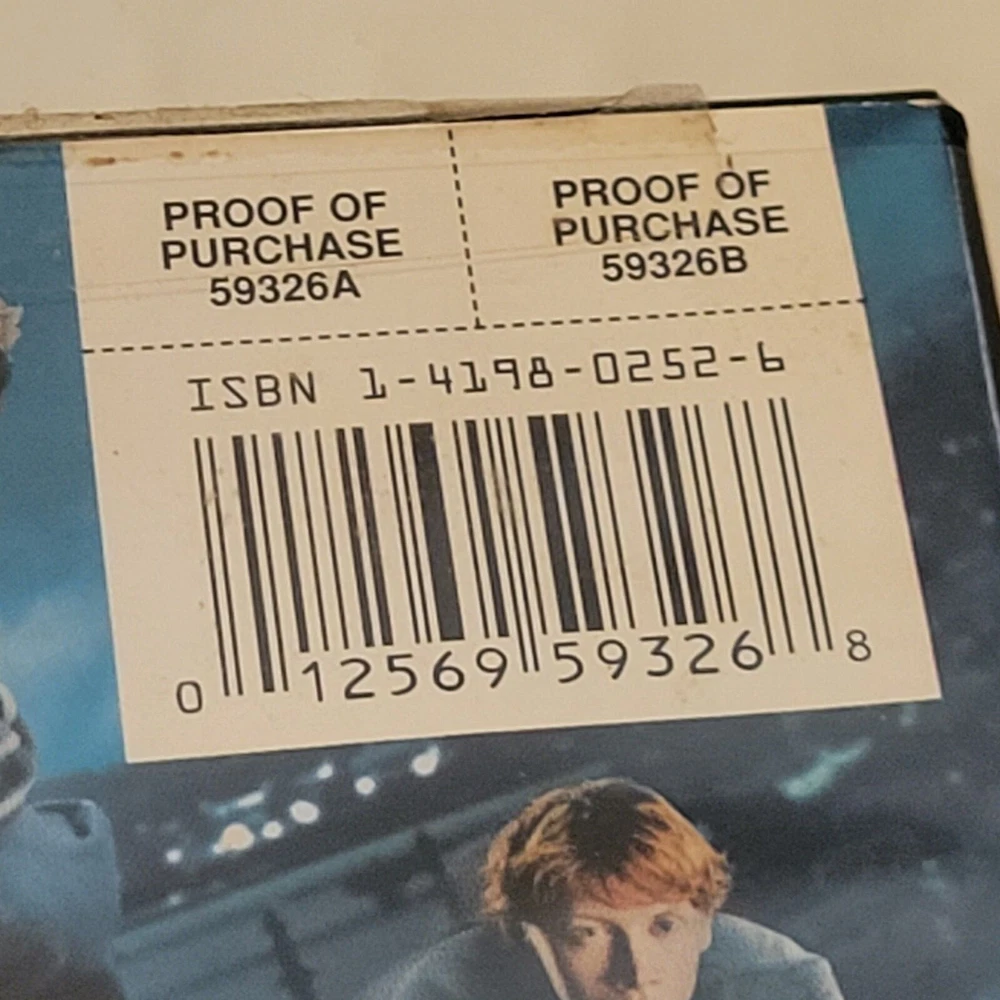 PROOF OF
PURCHASE
59326A
PROOF OF
PURCHASE
59326B
ISBN 1-4198-0252-6
0 12569 59326 8